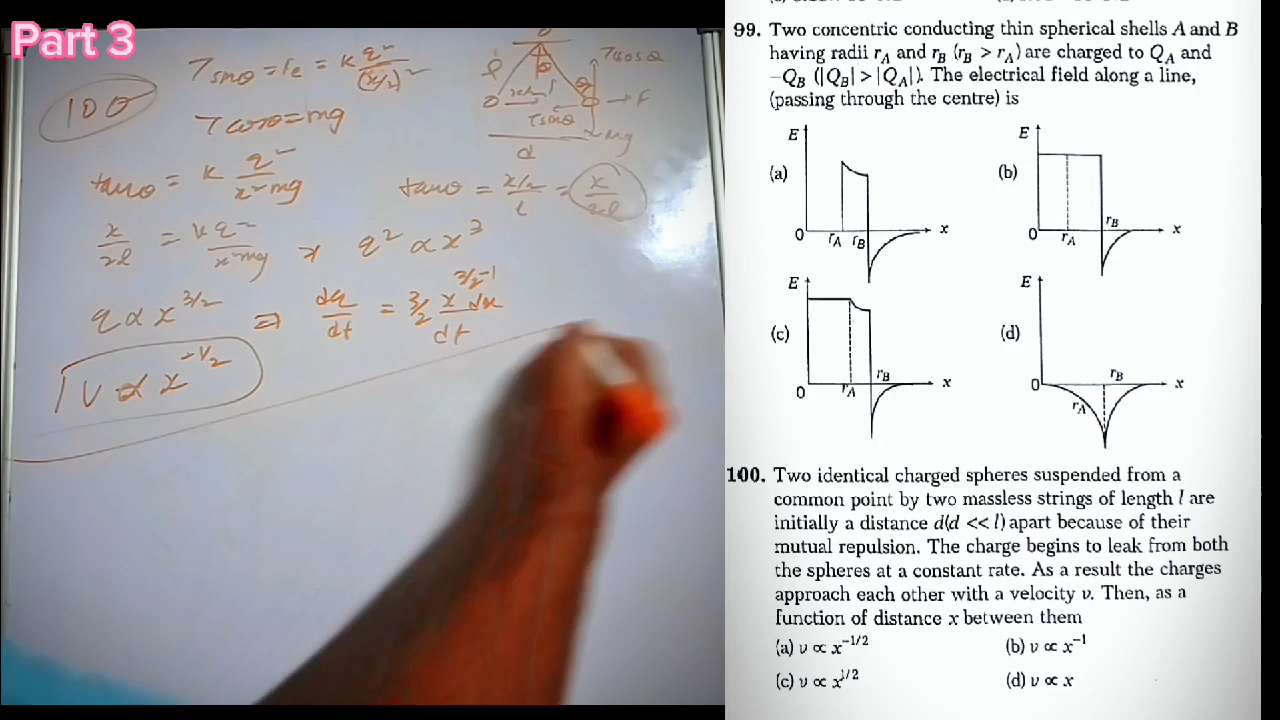 Part 3
100
T sinθ = Fe = K q² / (x/2)²
T cosθ = mg
tanθ = K q² / x² mg
tanθ = x/2 / l = x / 2l
x / 2l = K q² / x² mg
q² ∝ x³
q ∝ x^3/2 ⇒ dq/dt = 3/2 x^3/2-1 dx / dt
v ∝ x^-1/2
l
θ
T cosθ
F
T sinθ
mg
d
99. Two concentric conducting thin spherical shells A and B
having radii r_A and r_B (r_B > r_A) are charged to Q_A and
−Q_B (|Q_B| > |Q_A|). The electrical field along a line,
(passing through the centre) is
(a) E 0 r_A r_B x
(b) E 0 r_A r_B x
(c) E 0 r_A r_B x
(d) E 0 r_A r_B x
100. Two identical charged spheres suspended from a
common point by two massless strings of length l are
initially a distance d(d << l) apart because of their
mutual repulsion. The charge begins to leak from both
the spheres at a constant rate. As a result the charges
approach each other with a velocity v. Then, as a
function of distance x between them
(a) v ∝ x^−1/2 (b) v ∝ x^−1
(c) v ∝ x^1/2 (d) v ∝ x